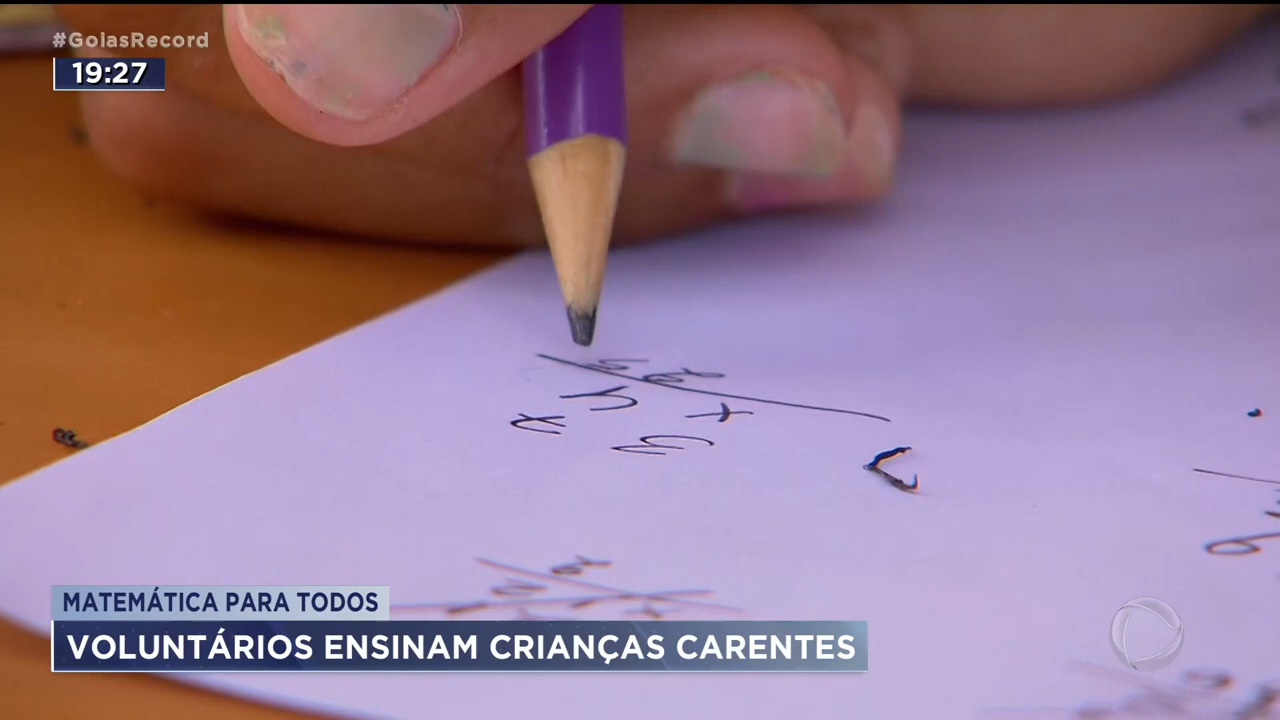 #GoiasRecord
19:27
MATEMÁTICA PARA TODOS
VOLUNTÁRIOS ENSINAM CRIANÇAS CARENTES